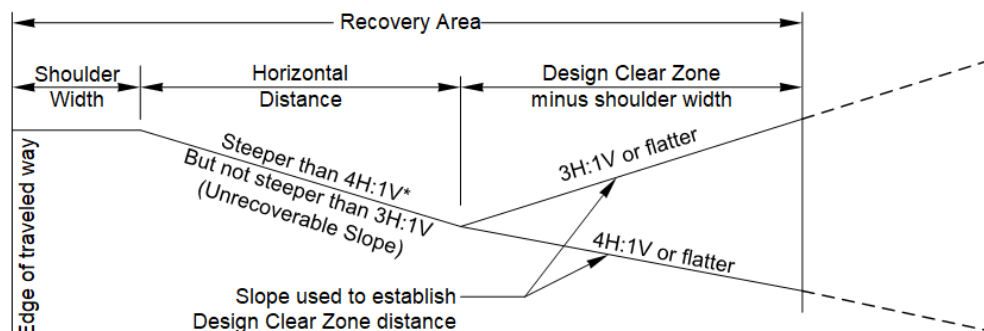 Recovery Area
Shoulder
Width
Horizontal
Distance
Design Clear Zone
minus shoulder width
Edge of traveled way
Steeper than 4H:1V*
But not steeper than 3H:1V
(Unrecoverable Slope)
3H:1V or flatter
4H:1V or flatter
Slope used to establish
Design Clear Zone distance